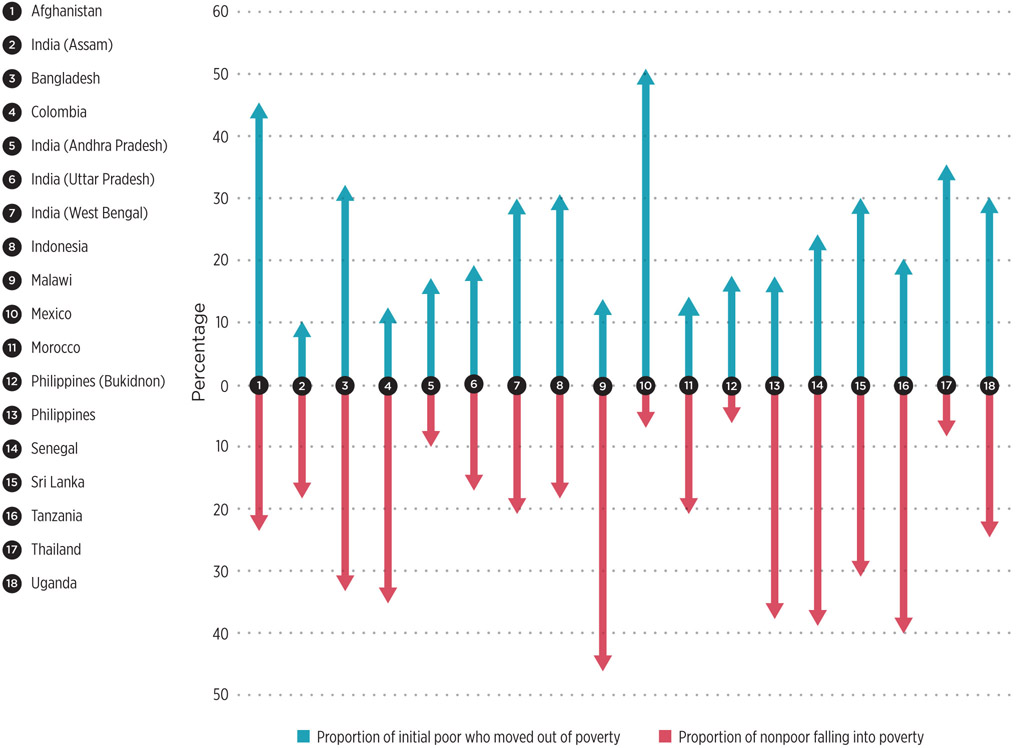 1 Afghanistan
2 India (Assam)
3 Bangladesh
4 Colombia
5 India (Andhra Pradesh)
6 India (Uttar Pradesh)
7 India (West Bengal)
8 Indonesia
9 Malawi
10 Mexico
11 Morocco
12 Philippines (Bukidnon)
13 Philippines
14 Senegal
15 Sri Lanka
16 Tanzania
17 Thailand
18 Uganda
Percentage
60
50
40
30
20
10
0
10
20
30
40
50
1 2 3 4 5 6 7 8 9 10 11 12 13 14 15 16 17 18
Proportion of initial poor who moved out of poverty
Proportion of nonpoor falling into poverty